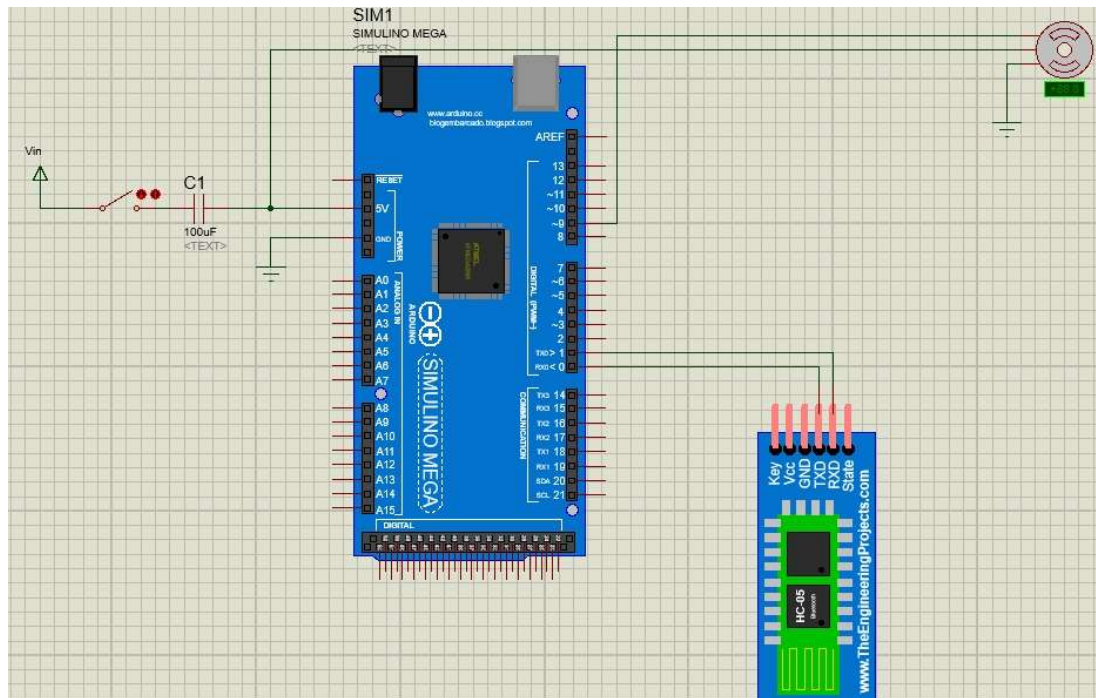 SIM1
SIMULINO MEGA
<TEXT>
www.arduino.cc
blogembarcado.blogspot.com
AREF
13
12
~11
~10
~9
8
7
~6
~5
4
~3
2
TXD> 1
RXD< 0
DIGITAL (PWM~)
TX3 14
RX3 15
TX2 16
RX2 17
TX1 18
RX1 19
SDA 20
SCL 21
COMMUNICATION
RESET
5V
GND
POWER
A0
A1
A2
A3
A4
A5
A6
A7
A8
A9
A10
A11
A12
A13
A14
A15
ANALOG IN
ARDUINO
SIMULINO MEGA
DIGITAL
Vin
C1
100uF
<TEXT>
Key
Vcc
GND
TXD
RXD
State
HC-05
Bluetooth
www.TheEngineeringProjects.com